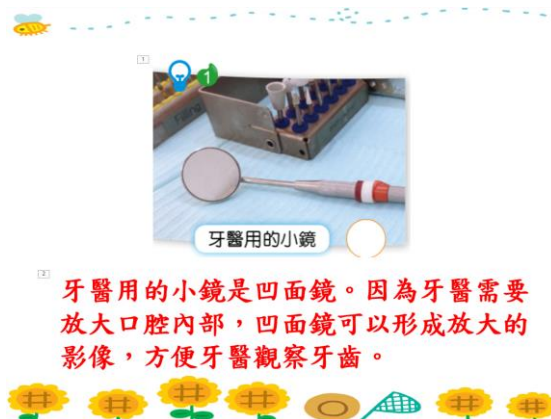 1
1
牙醫用的小鏡
2
牙醫用的小鏡是凹面鏡。因為牙醫需要
放大口腔內部，凹面鏡可以形成放大的
影像，方便牙醫觀察牙齒。